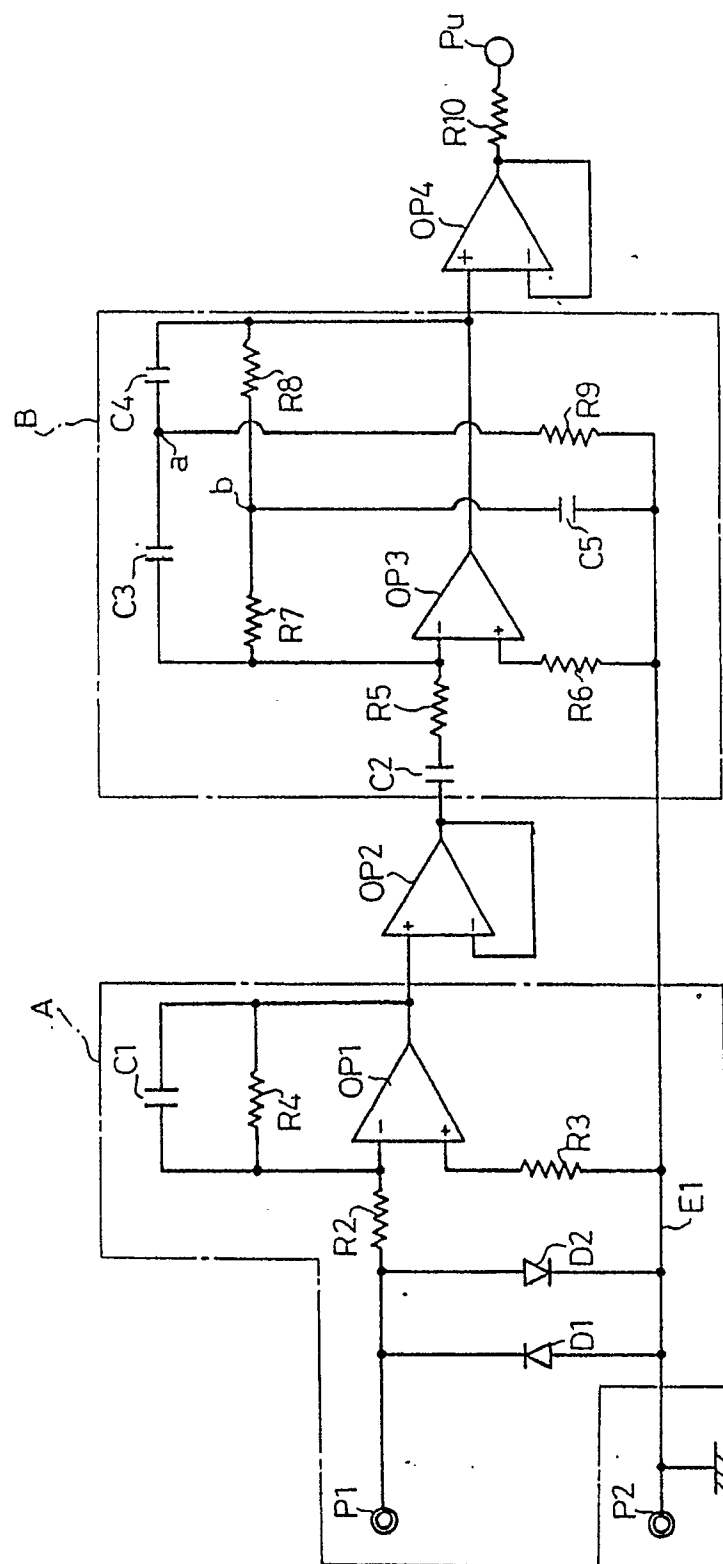 A
B
P1
P2
D1
D2
E1
R2
R3
C1
R4
OP1
-
+
OP2
+
-
C2
R5
R6
OP3
-
+
C3
a
C4
R7
b
R8
C5
R9
OP4
+
-
R10
Pu